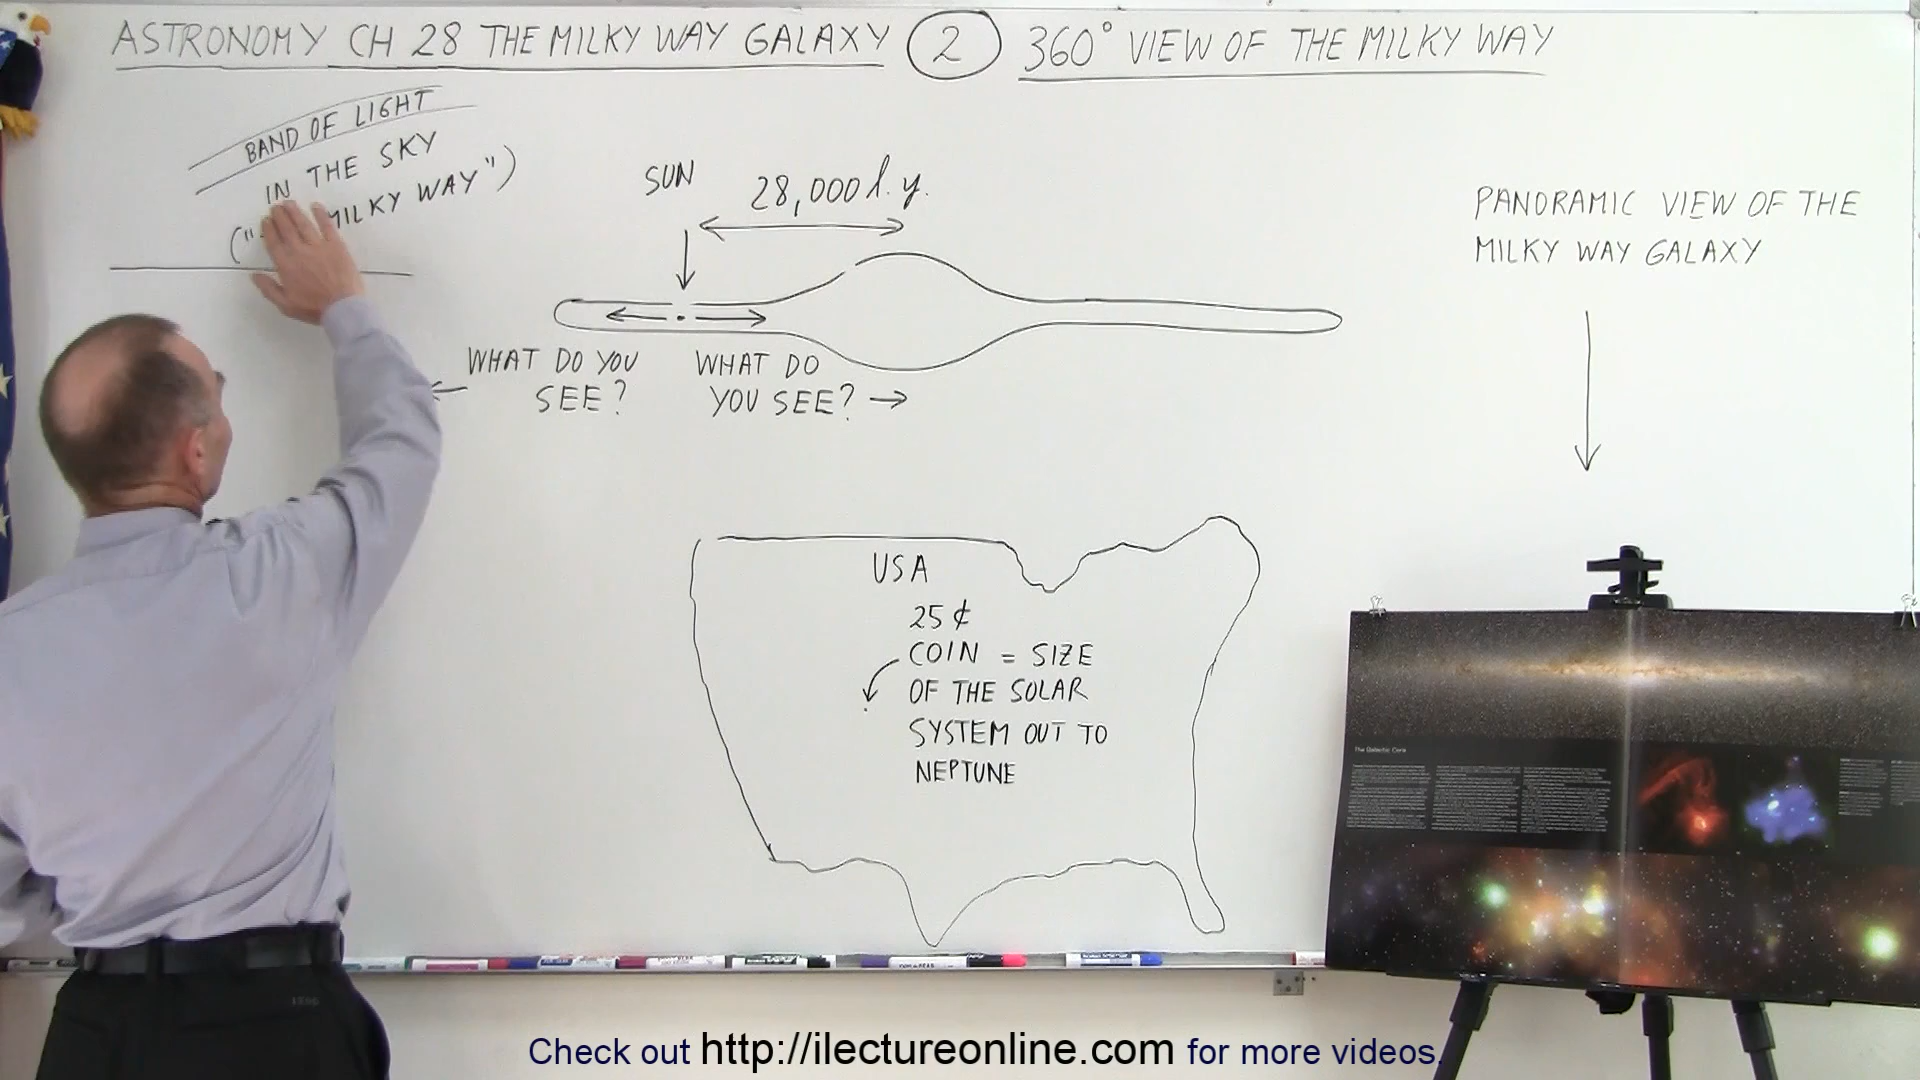 ASTRONOMY CH 28 THE MILKY WAY GALAXY 2 360° VIEW OF THE MILKY WAY
BAND OF LIGHT
IN THE SKY
MILKY WAY")
SUN
28,000 l.y.
WHAT DO YOU
SEE?
WHAT DO
YOU SEE? →
PANORAMIC VIEW OF THE
MILKY WAY GALAXY
USA
25 ¢
COIN = SIZE
OF THE SOLAR
SYSTEM OUT TO
NEPTUNE
The Galactic Core
Check out http://ilectureonline.com for more videos.